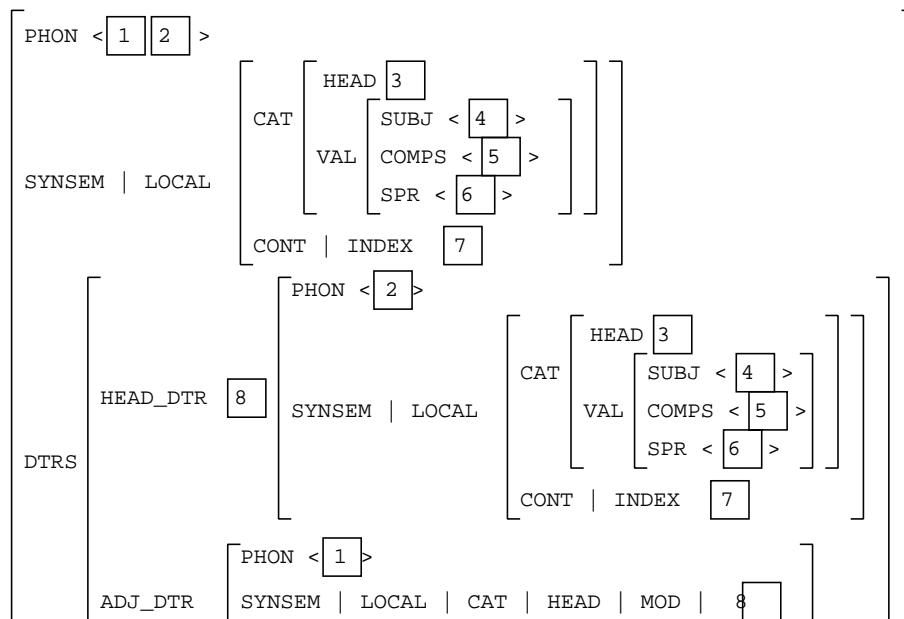 PHON < 1 2 >
HEAD 3
CAT SUBJ < 4 >
VAL COMPS < 5 >
SYNSEM | LOCAL SPR < 6 >
CONT | INDEX 7
PHON < 2 >
HEAD 3
CAT SUBJ < 4 >
HEAD_DTR 8 SYNSEM | LOCAL VAL COMPS < 5 >
SPR < 6 >
DTRS
CONT | INDEX 7
PHON < 1 >
ADJ_DTR SYNSEM | LOCAL | CAT | HEAD | MOD | 8